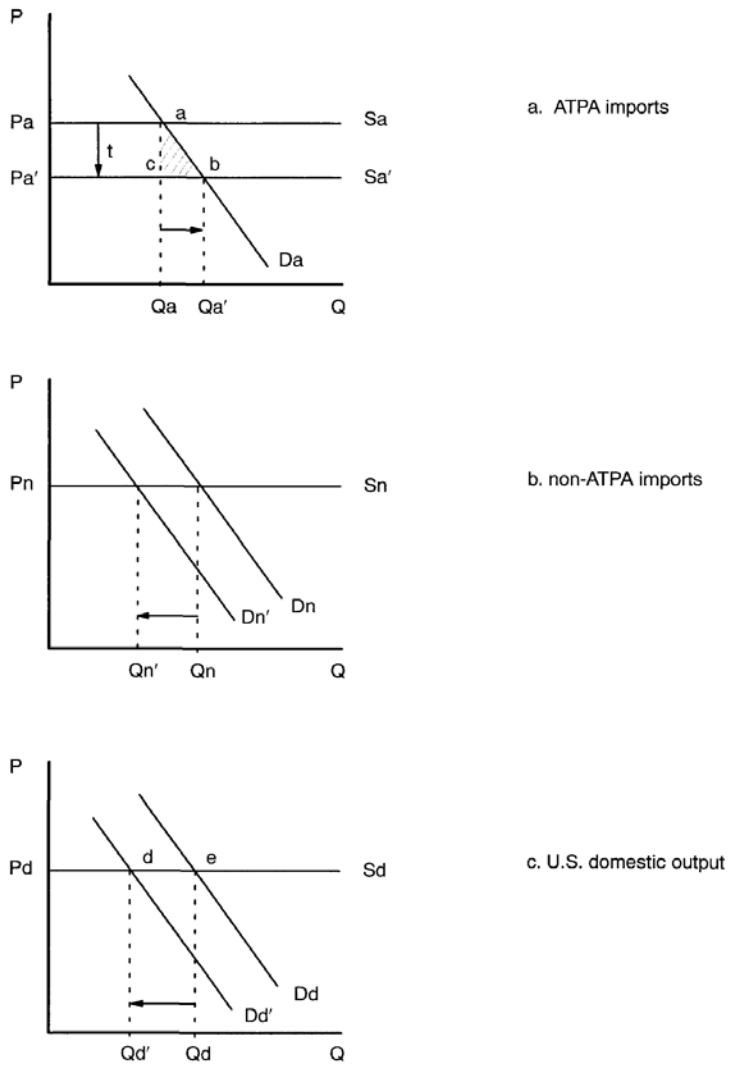 P
Pa a Sa a. ATPA imports
t
c b
Pa′ Sa′
Da
Qa Qa′ Q
P
Pn Sn b. non-ATPA imports
Dn′ Dn
Qn′ Qn Q
P
d e
Pd Sd c. U.S. domestic output
Dd′ Dd
Qd′ Qd Q